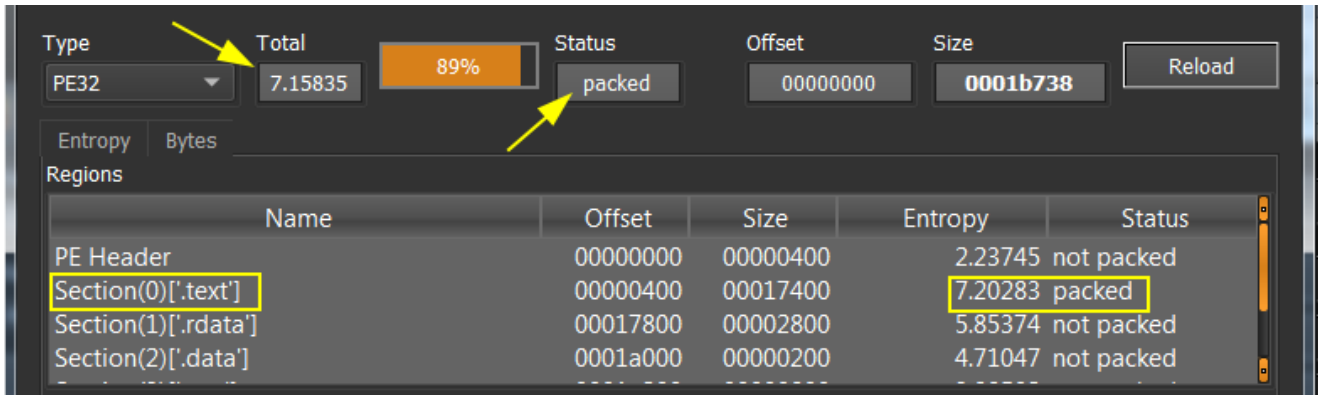 Type Total Status Offset Size
PE32 7.15835 89% packed 00000000 0001b738 Reload
Entropy Bytes
Regions
Name Offset Size Entropy Status
PE Header 00000000 00000400 2.23745 not packed
Section(0)['.text'] 00000400 00017400 7.20283 packed
Section(1)['.rdata'] 00017800 00002800 5.85374 not packed
Section(2)['.data'] 0001a000 00000200 4.71047 not packed